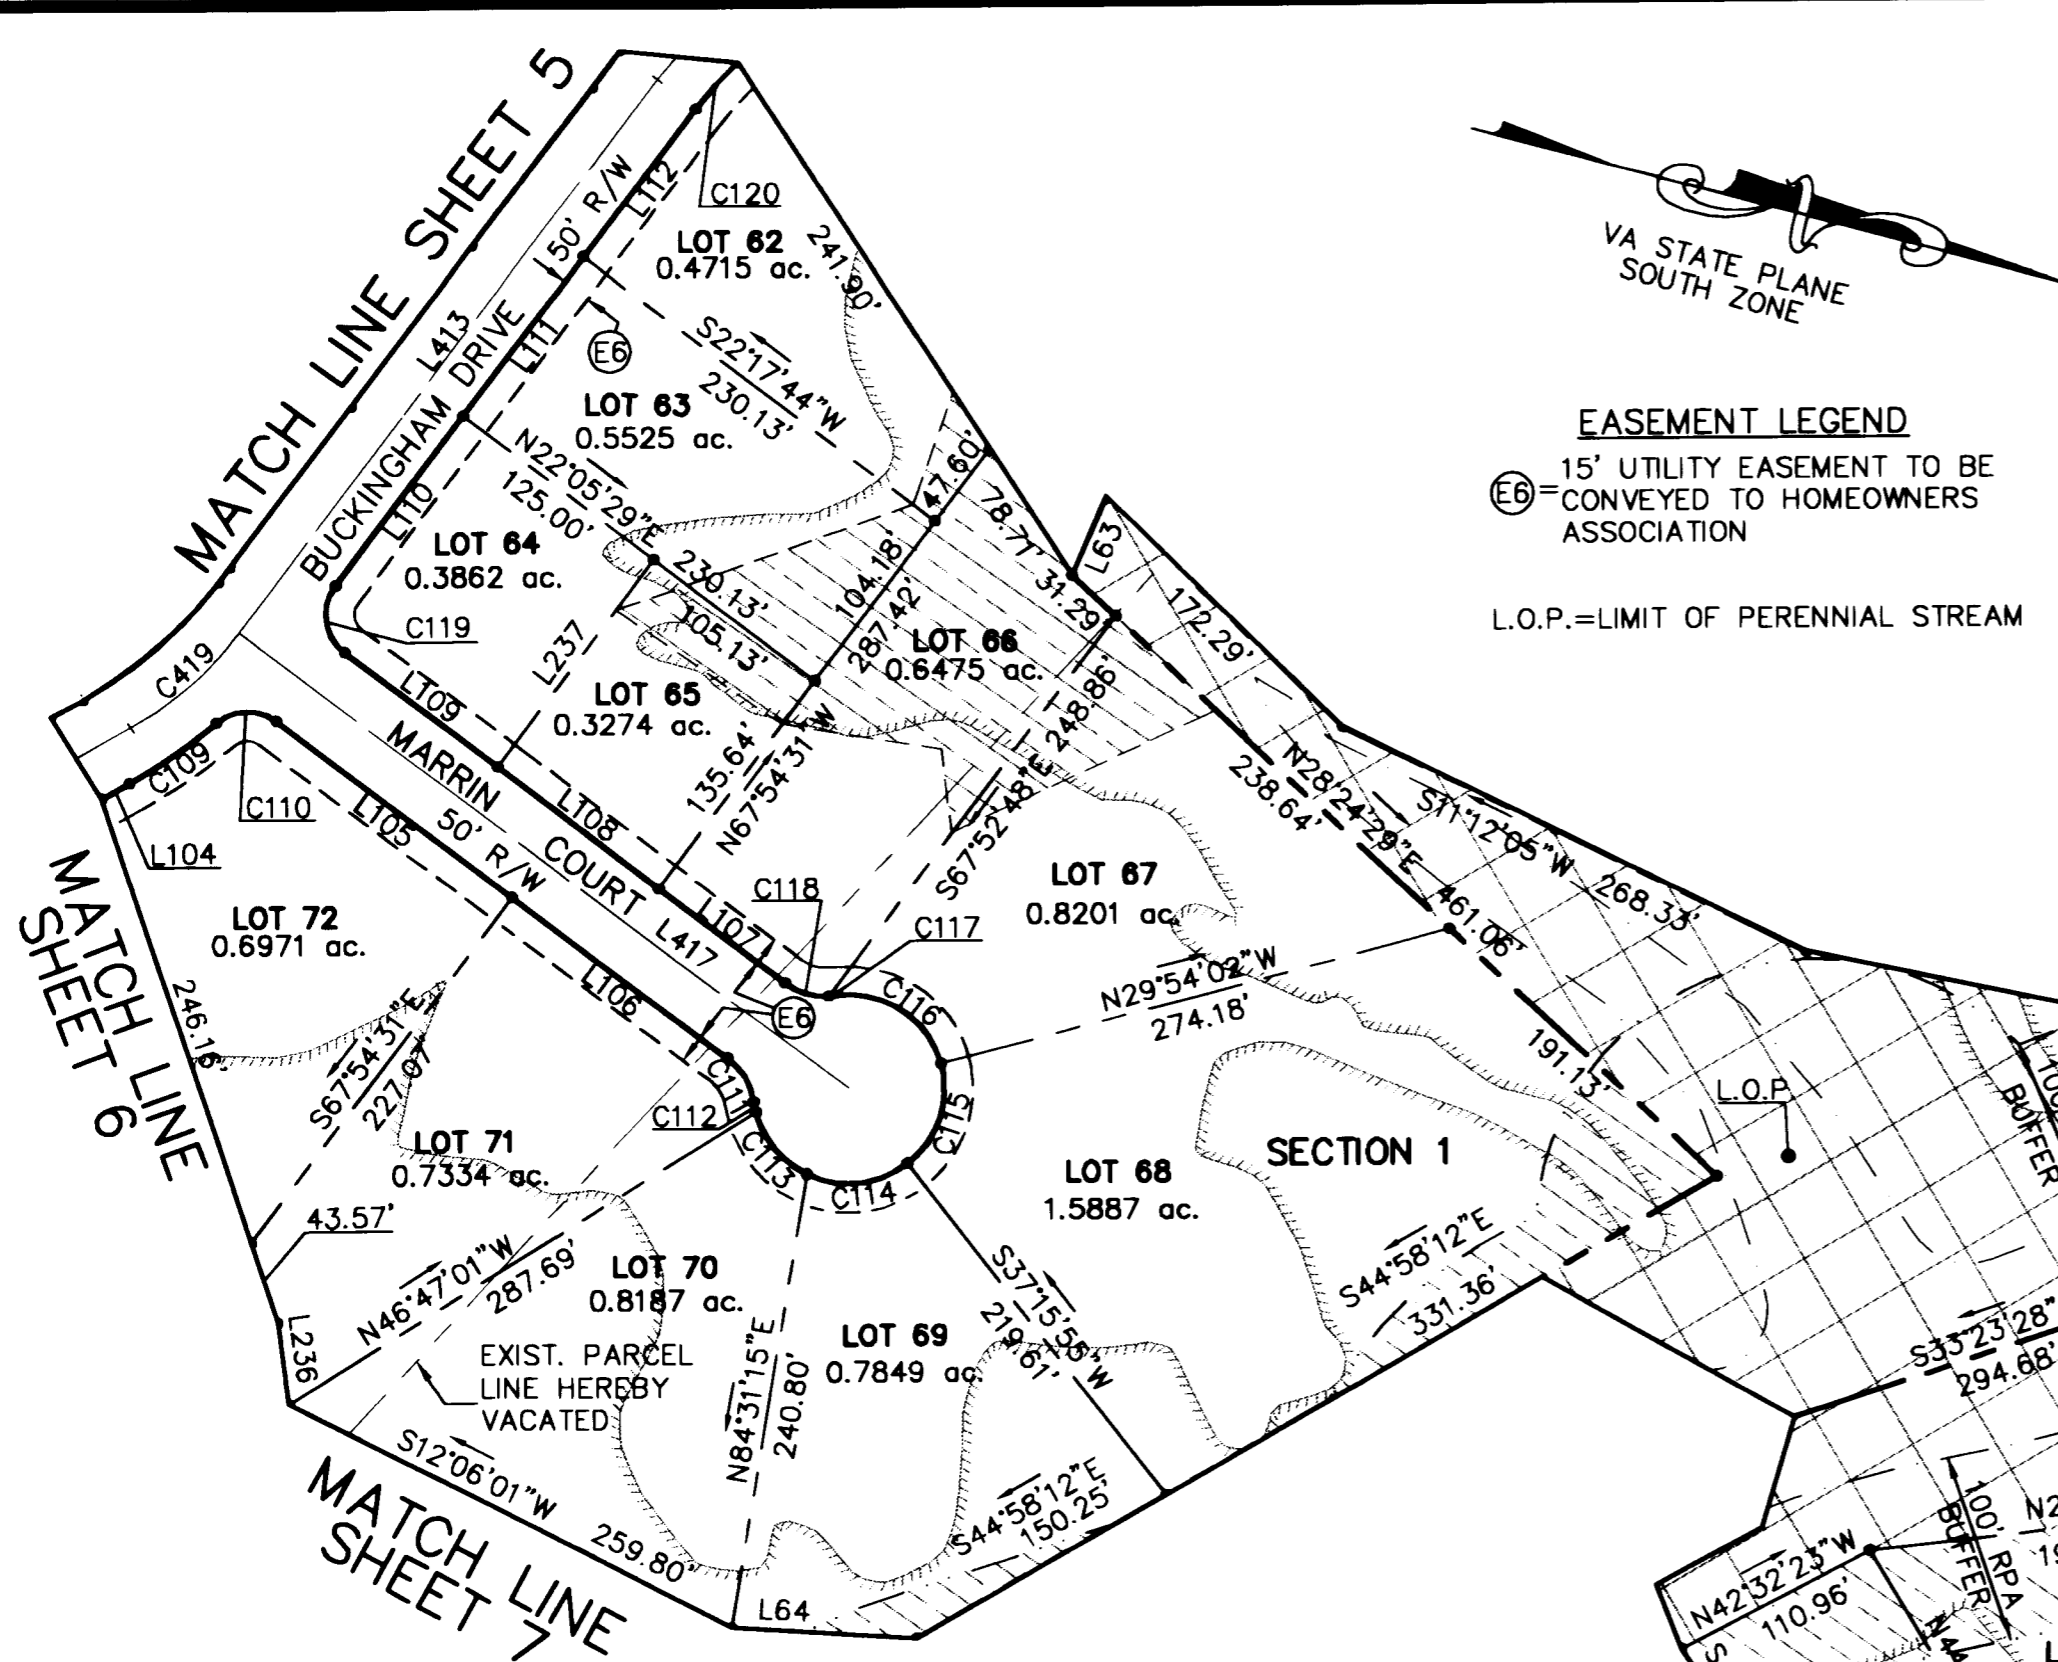 MATCH LINE SHEET 5
50' R/W
L112
C120
LOT 62
0.4715 ac.
241.90'
VA STATE PLANE
SOUTH ZONE
L413
BUCKINGHAM DRIVE
L111
E6
S22°17'44"W
230.13'
LOT 63
0.5525 ac.
EASEMENT LEGEND
E6 = 15' UTILITY EASEMENT TO BE
CONVEYED TO HOMEOWNERS
ASSOCIATION
L.O.P.=LIMIT OF PERENNIAL STREAM
N22°05'29"E
125.00'
47.60'
78.71'
L63
L110
LOT 64
0.3862 ac.
230.13'
105.13'
104.18'
287.42'
31.29'
172.29'
C119
C419
L237
LOT 66
0.6475 ac.
LOT 65
0.3274 ac.
L109
248.86'
S67°52'48"E
135.64'
N67°54'31"W
C109
C110
L104
MARRIN COURT
50' R/W
L105
L108
238.64'
N28°24'29"E
461.06'
S11°12'05"W
268.33'
MATCH LINE
SHEET 6
LOT 72
0.6971 ac.
L107
L417
C118
C117
LOT 67
0.8201 ac.
246.16'
L106
E6
C116
N29°54'02"W
274.18'
191.13'
L.O.P.
S67°54'31"E
227.07'
C111
C112
C115
C113
C114
LOT 71
0.7334 ac.
LOT 68
1.5887 ac.
SECTION 1
BUFFER
43.57'
N46°47'01"W
287.69'
LOT 70
0.8187 ac.
S44°58'12"E
331.36'
S37°15'55"W
219.61'
L236
EXIST. PARCEL
LINE HEREBY
VACATED
LOT 69
0.7849 ac.
N84°31'15"E
240.80'
S33°23'28"
294.68'
S12°06'01"W
259.80'
MATCH LINE
SHEET 7
S44°58'12"E
150.25'
L64
100' RPA
BUFFER
N42°32'23"W
110.96'